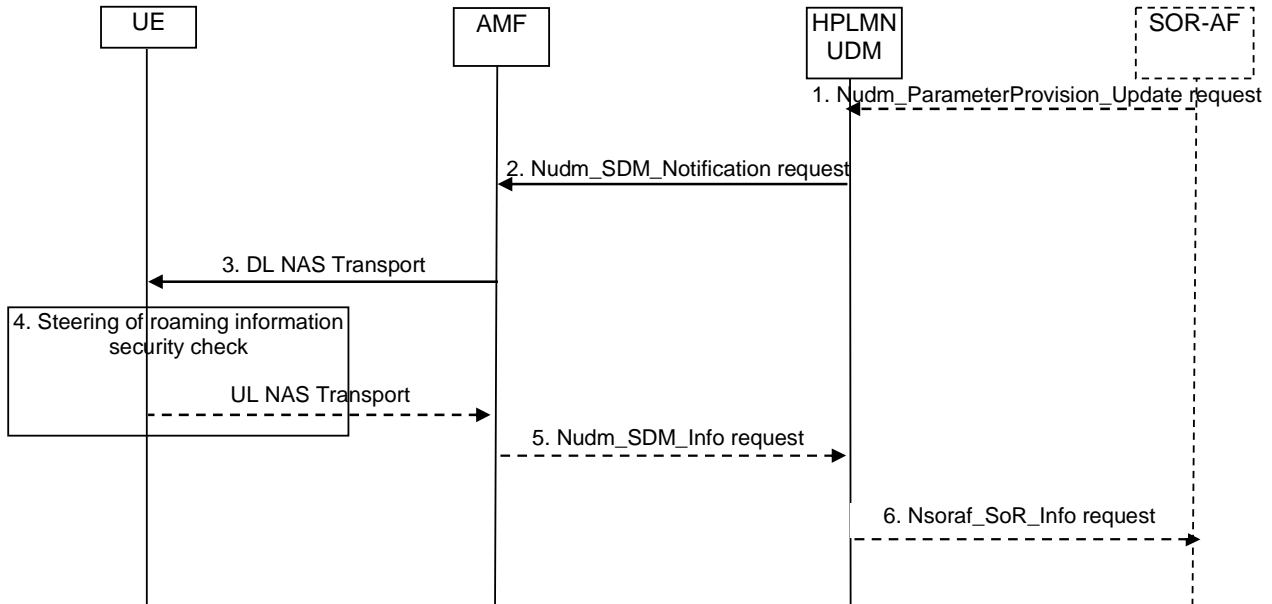 UE
AMF
HPLMN
UDM
SOR-AF
1. Nudm_ParameterProvision_Update request
2. Nudm_SDM_Notification request
3. DL NAS Transport
4. Steering of roaming information
security check
UL NAS Transport
5. Nudm_SDM_Info request
6. Nsoraf_SoR_Info request